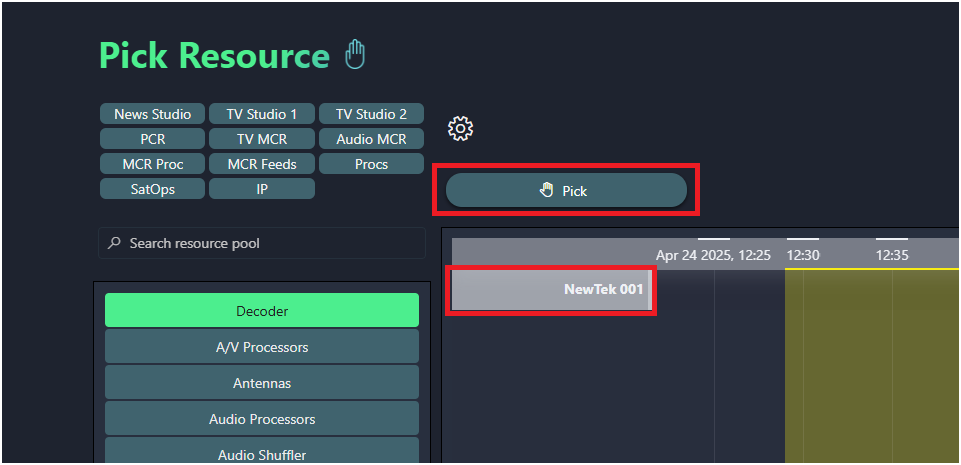 Pick Resource
News Studio TV Studio 1 TV Studio 2
PCR TV MCR Audio MCR
MCR Proc MCR Feeds Procs
SatOps IP
Pick
Search resource pool
Apr 24 2025, 12:25 12:30 12:35
NewTek 001
Decoder
A/V Processors
Antennas
Audio Processors
Audio Shuffler